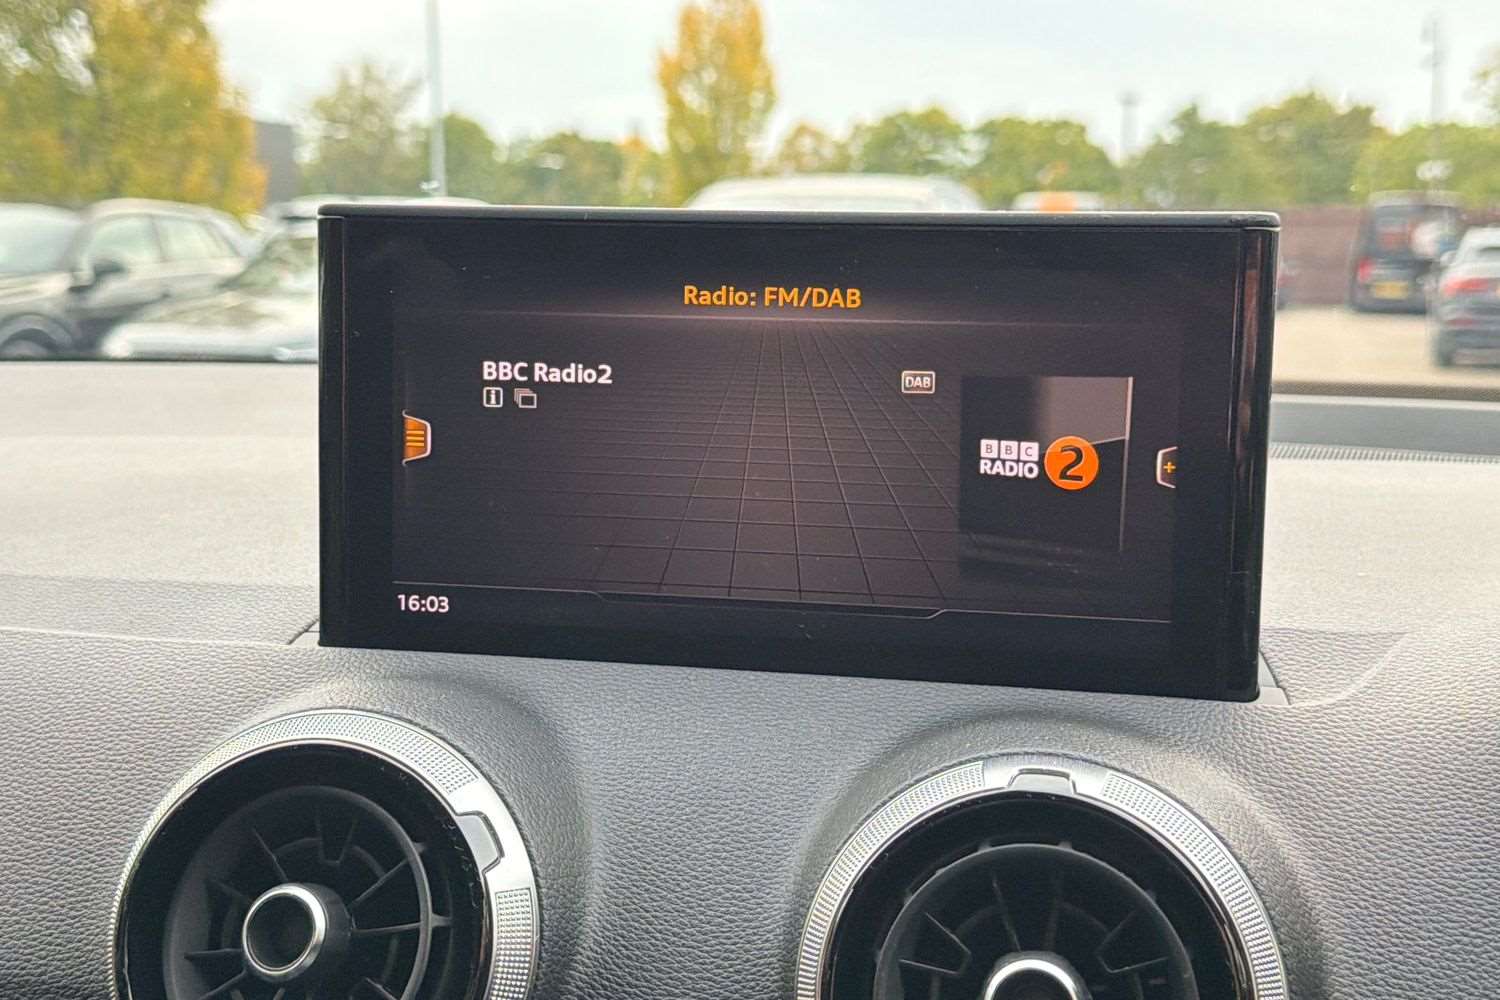 Radio: FM/DAB
BBC Radio2
i
DAB
BBC
RADIO 2
16:03